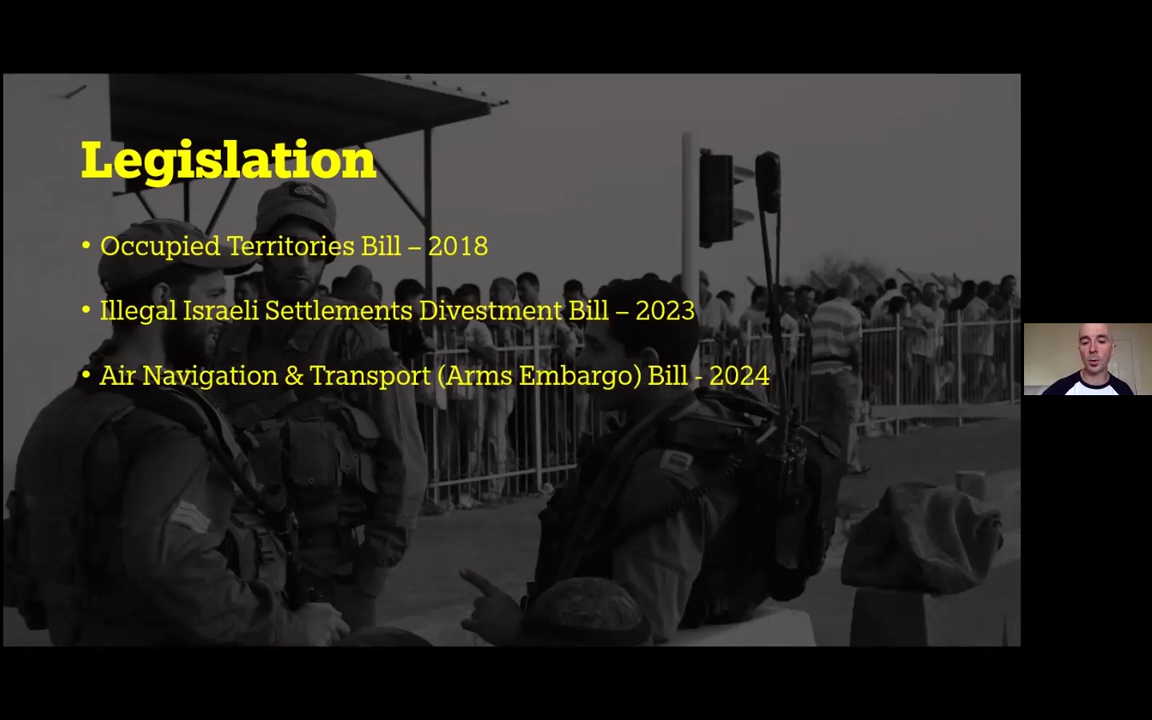 Legislation
• Occupied Territories Bill – 2018
• Illegal Israeli Settlements Divestment Bill – 2023
• Air Navigation & Transport (Arms Embargo) Bill - 2024